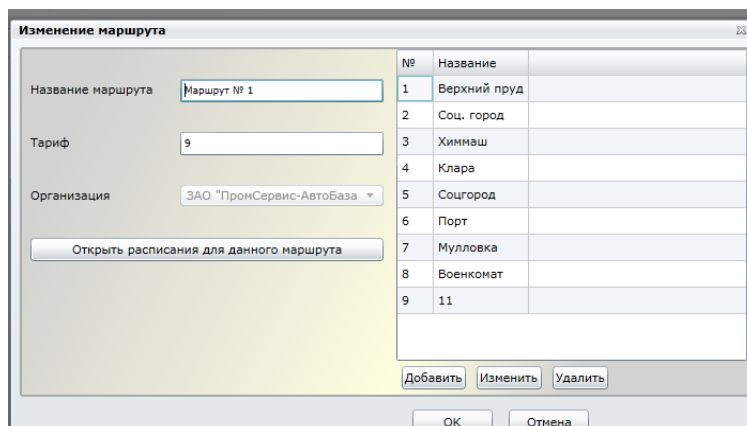 Изменение маршрута
Название маршрута
Маршрут № 1
Тариф
9
Организация
ЗАО "ПромСервис-АвтоБаза
Открыть расписания для данного маршрута
№ Название
1 Верхний пруд
2 Соц. город
3 Химмаш
4 Клара
5 Соцгород
6 Порт
7 Мулловка
8 Военкомат
9 11
Добавить Изменить Удалить
OK Отмена